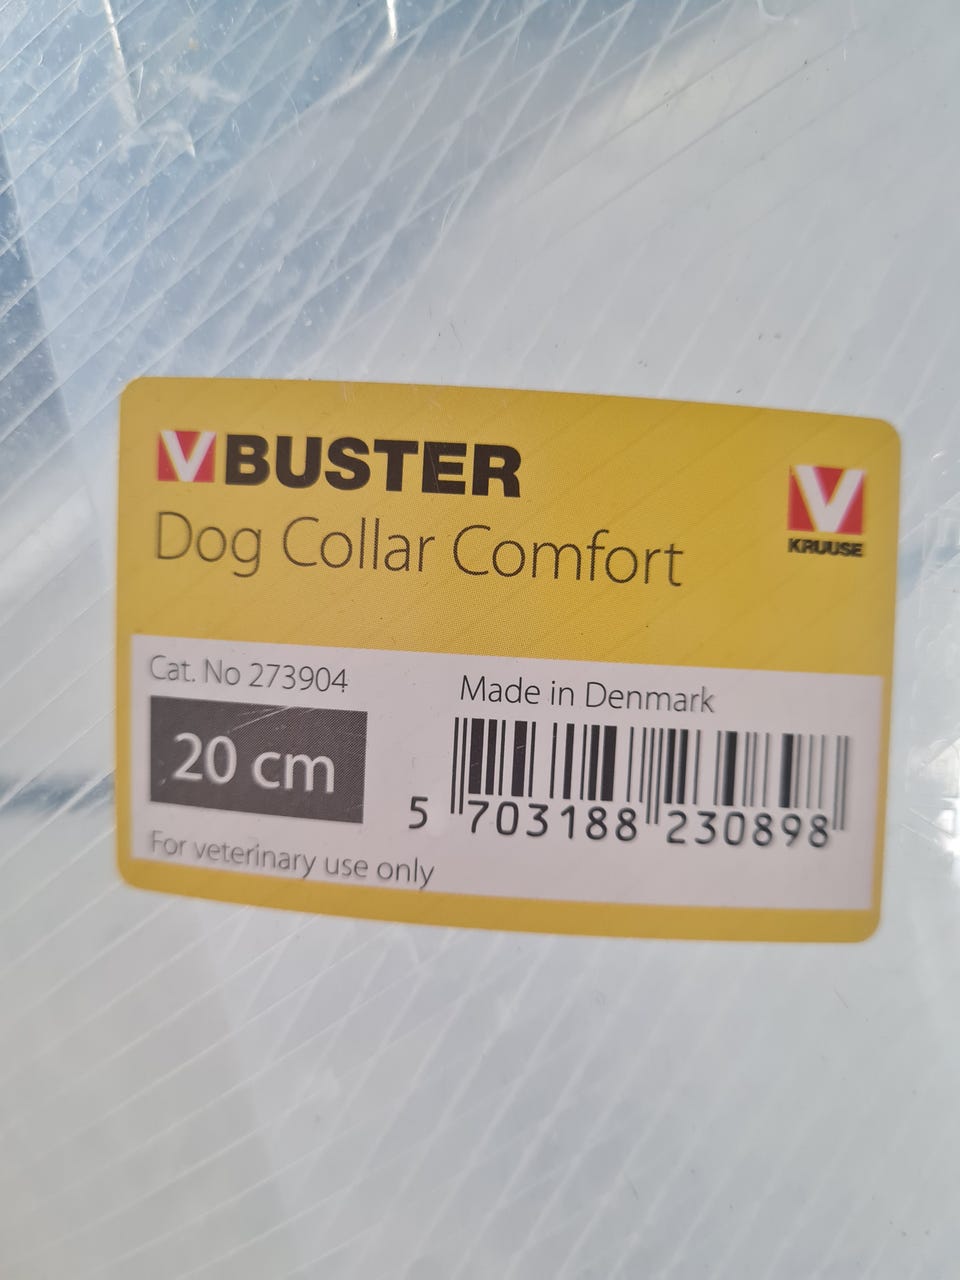 BUSTER
Dog Collar Comfort
KRUUSE
Cat. No 273904
20 cm
For veterinary use only
Made in Denmark
5 703188 230898